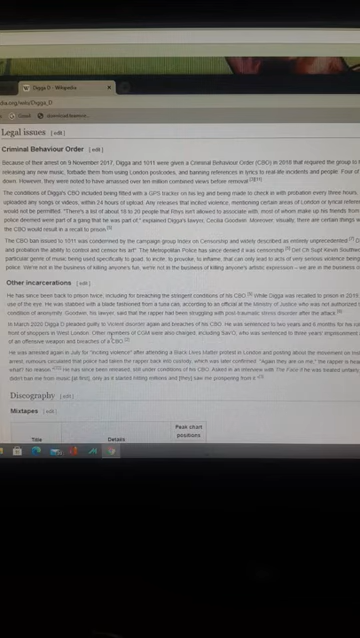 Digga D - Wikipedia
dia.org/wiki/Digga_D
Gmail
Legal issues [edit]
Criminal Behaviour Order [edit]
Because of their arrest on 9 November 2017, Digga and 1011 were given a Criminal Behaviour Order (CBO) in 2018 that required the group to
releasing any new music, forbade them from using London postcodes, and banning references in lyrics to real-life incidents and people. Four of
down. However, they were noted to have amassed over ten million combined views before removal
The conditions of Digga's CBO included being fitted with a GPS tracker on his leg and being made to check in with probation every three hours.
uploaded any songs or videos, within 24 hours of upload. Any releases that incited violence, mentioning certain areas of London or lyrical
would not be permitted. "There's a list of about 18 to 20 people that Rhys isn't allowed to associate with, most of whom make up his friends from
police deemed were part of a gang that he was part of," explained Digga's lawyer, Cecilia Goodwin. Moreover, visually, there are certain things
the CBO would result in a recall to prison
The CBO ban issued to 1011 was condemned by the campaign group Index on Censorship and widely described as entirely unprecedented
and probation the ability to control and censor his art". The Metropolitan Police has since denied it was censorship Det Ch Supt Kevin
particular genre of music being used specifically to goad, to incite, to provoke, to inflame, that can only lead to acts of very serious violence being
police. We're not in the business of killing anyone's fun, we're not in the business of killing anyone's artistic expression – we are in the business
Other incarcerations [edit]
He has since been back to prison twice, including for breaching the stringent conditions of his CBO. While Digga was recalled to prison in 2019
use of the eye. He was stabbed with a blade fashioned from a tuna can, according to an official at the Ministry of Justice who was not authorised
condition of anonymity. Goodwin, his lawyer, said that the rapper had been struggling with post-traumatic stress disorder after the attack
In March 2020 Digga D pleaded guilty to Violent disorder again and breaches of his CBO. He was sentenced to two years and 6 months for
front of shoppers in West London. Other members of CGM were also charged, including Sav'O, who was sentenced to three years' imprisonment
of an offensive weapon and breaches of a CBO
He was arrested again in July for "inciting violence" after attending a Black Lives Matter protest in London and posting about the movement on
arrest, rumours circulated that police had taken the rapper back into custody, which was later confirmed. "Again they are on me," the rapper is
what? No reason." He has since been released, still under conditions of his CBO. Asked in an interview with The Face if he was treated unfairly
didn't bar me from music [at first], only as it started hitting millions and [they] saw me prospering from it
Discography [edit]
Mixtapes [edit]
Title
Details
Peak chart
positions